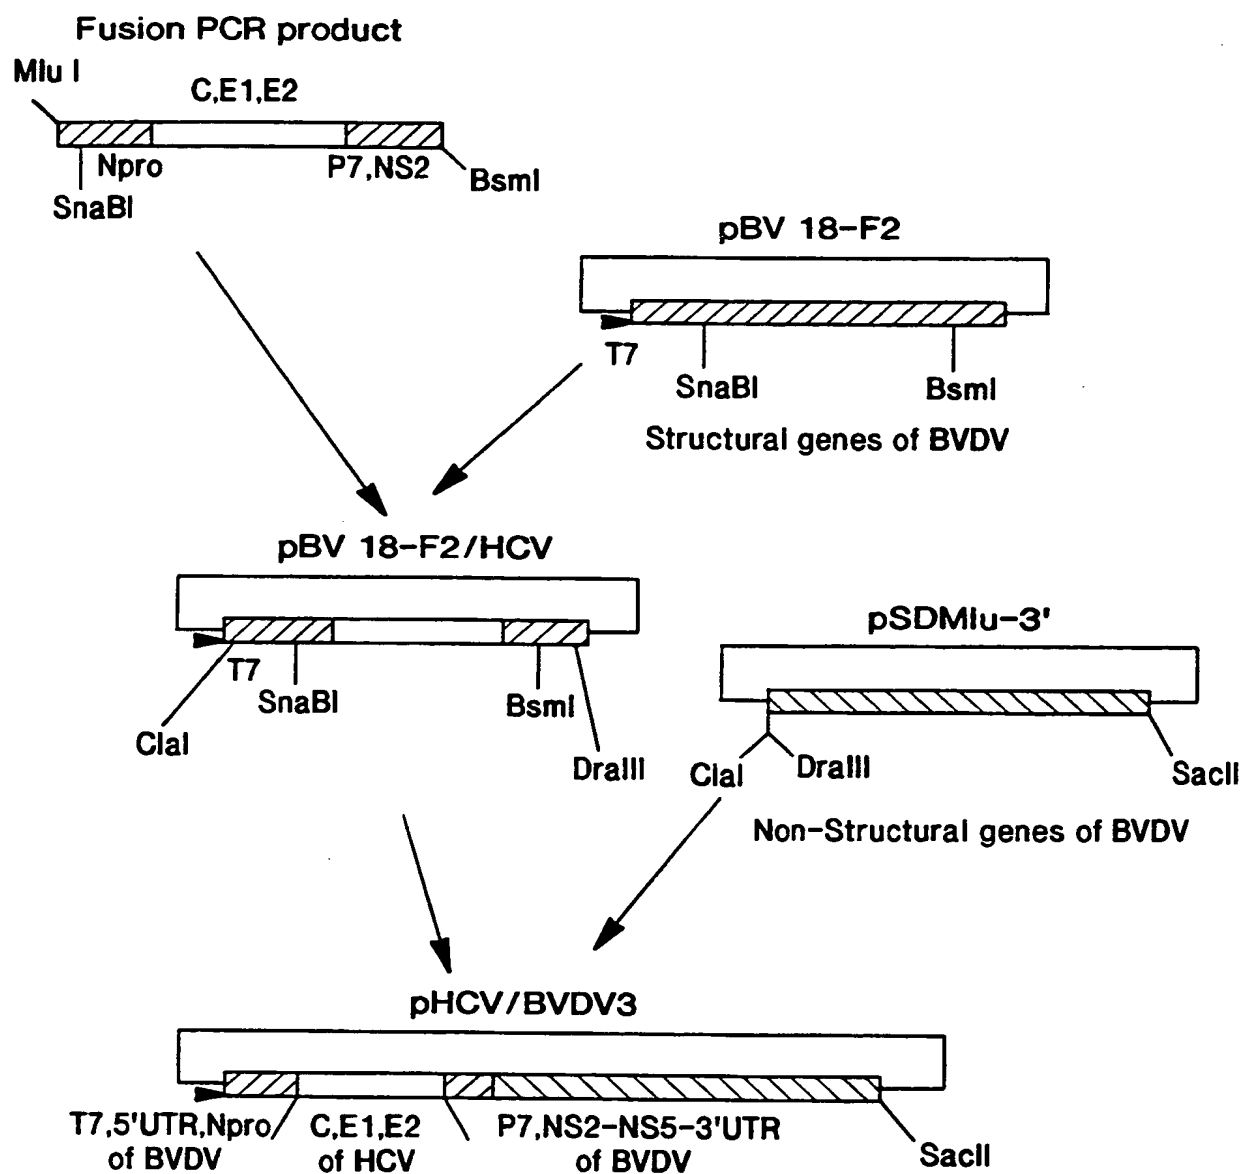 Fusion PCR product
Mlu I
C,E1,E2
Npro
P7,NS2
BsmI
SnaBI
pBV 18-F2
T7
SnaBI
BsmI
Structural genes of BVDV
pBV 18-F2/HCV
T7
SnaBI
BsmI
ClaI
DraIII
pSDMlu-3'
ClaI
DraIII
SacII
Non-Structural genes of BVDV
pHCV/BVDV3
T7,5'UTR,Npro
of BVDV
C,E1,E2
of HCV
P7,NS2-NS5-3'UTR
of BVDV
SacII